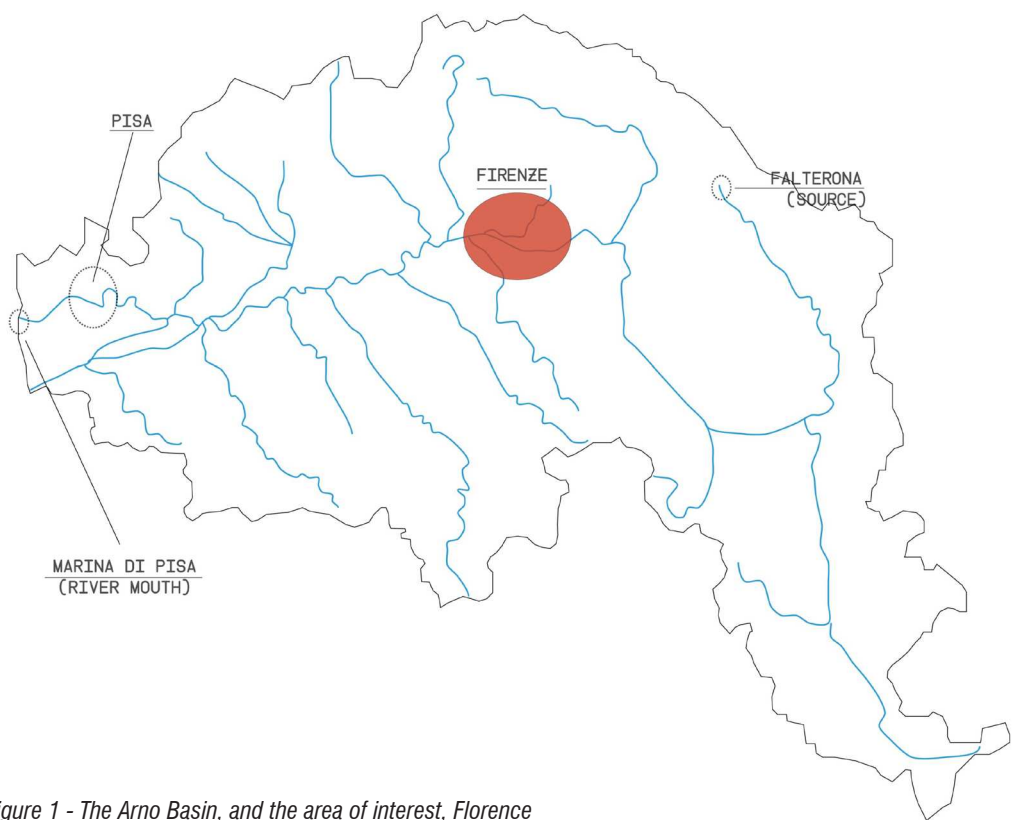 PISA
FIRENZE
FALTERONA
(SOURCE)
MARINA DI PISA
(RIVER MOUTH)
igure 1 - The Arno Basin, and the area of interest, Florence